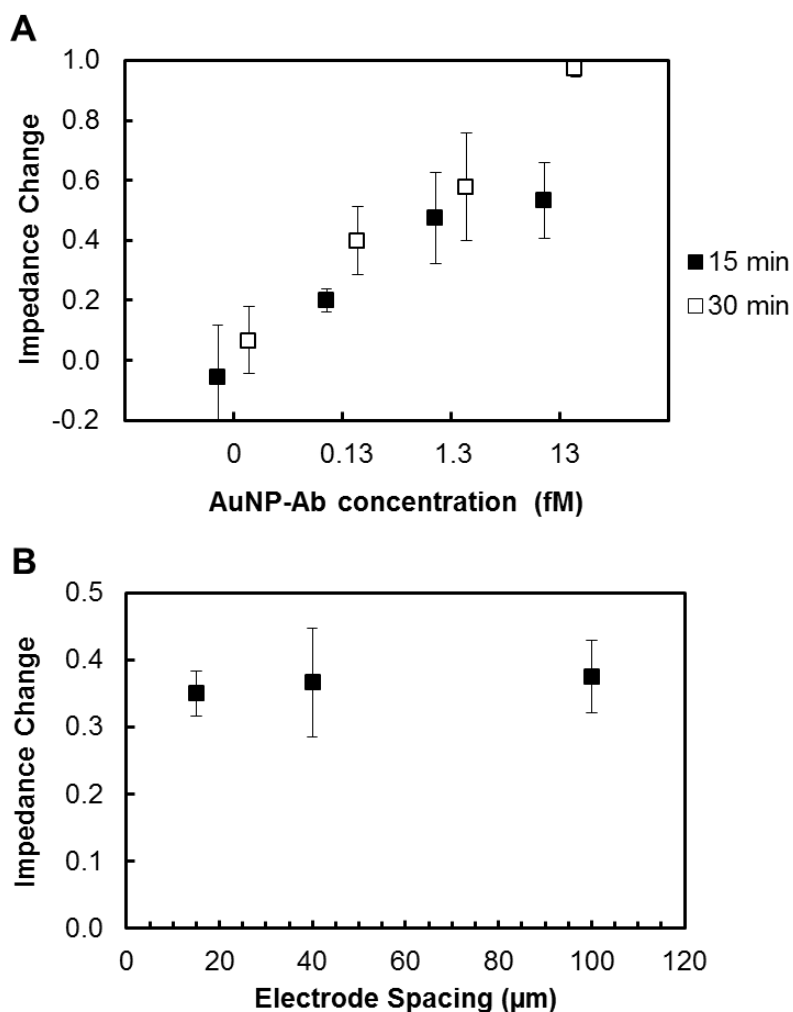 A
1.0
0.8
0.6
0.4
0.2
0.0
-0.2
Impedance Change
0 0.13 1.3 13
AuNP-Ab concentration (fM)
15 min
30 min
B
0.5
0.4
0.3
0.2
0.1
0.0
Impedance Change
0 20 40 60 80 100 120
Electrode Spacing (µm)